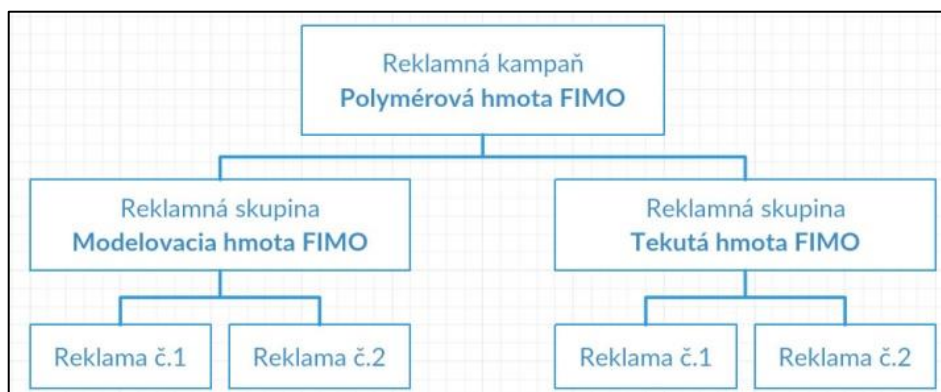 Reklamná kampaň
Polymérová hmota FIMO
Reklamná skupina
Modelovacia hmota FIMO
Reklamná skupina
Tekutá hmota FIMO
Reklama č.1
Reklama č.2
Reklama č.1
Reklama č.2